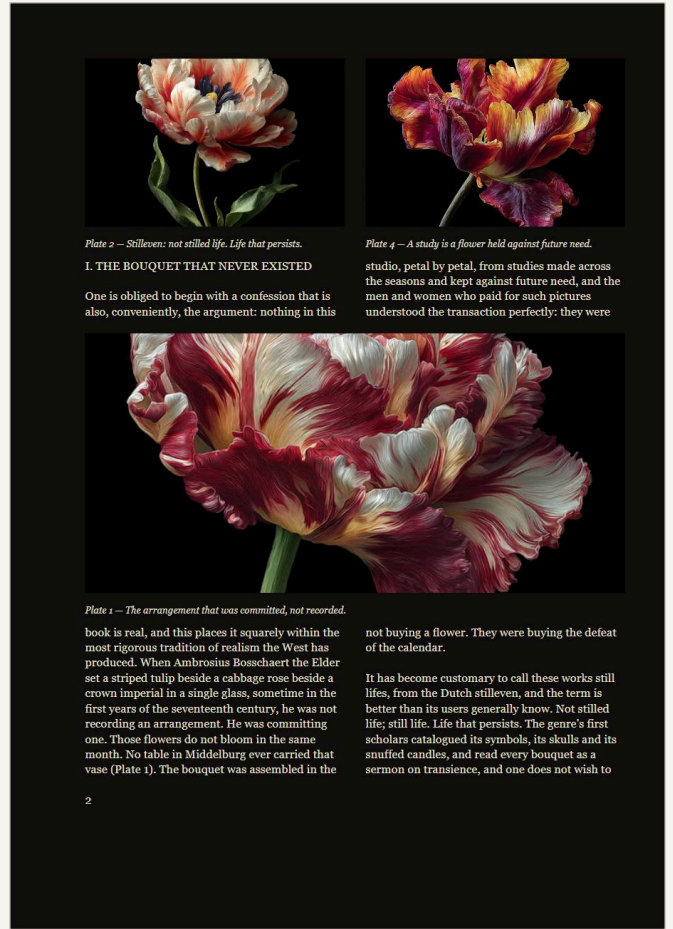 Plate 2 — Stilleven: not stilled life. Life that persists.
Plate 4 — A study is a flower held against future need.
I. THE BOUQUET THAT NEVER EXISTED
One is obliged to begin with a confession that is
also, conveniently, the argument: nothing in this
studio, petal by petal, from studies made across
the seasons and kept against future need, and the
men and women who paid for such pictures
understood the transaction perfectly: they were
Plate 1 — The arrangement that was committed, not recorded.
book is real, and this places it squarely within the
most rigorous tradition of realism the West has
produced. When Ambrosius Bosschaert the Elder
set a striped tulip beside a cabbage rose beside a
crown imperial in a single glass, sometime in the
first years of the seventeenth century, he was not
recording an arrangement. He was committing
one. Those flowers do not bloom in the same
month. No table in Middelburg ever carried that
vase (Plate 1). The bouquet was assembled in the
not buying a flower. They were buying the defeat
of the calendar.
It has become customary to call these works still
lifes, from the Dutch stilleven, and the term is
better than its users generally know. Not stilled
life; still life. Life that persists. The genre's first
scholars catalogued its symbols, its skulls and its
snuffed candles, and read every bouquet as a
sermon on transience, and one does not wish to
2